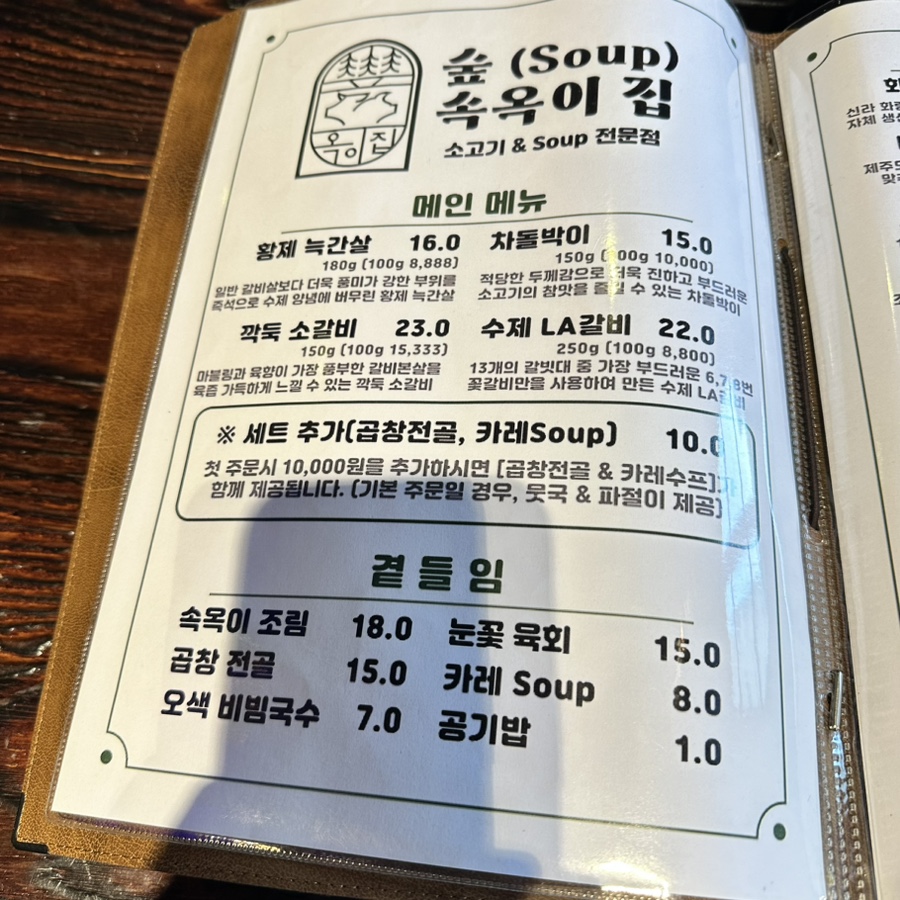 숲 (Soup)
속옥이 집
소고기 & Soup 전문점
옥이집
메인 메뉴
황제 늑간살 16.0
180g (100g 8,888)
일반 갈비살보다 더욱 풍미가 강한 부위를
즉석으로 수제 양념에 버무린 황제 늑간살
차돌박이 15.0
150g (100g 10,000)
적당한 두께감으로 더욱 진하고 부드러운
소고기의 참맛을 즐길 수 있는 차돌박이
깍둑 소갈비 23.0
150g (100g 15,333)
마블링과 육향이 가장 풍부한 갈비본살을
육즙 가득하게 느낄 수 있는 깍둑 소갈비
수제 LA갈비 22.0
250g (100g 8,800)
13개의 갈빗대 중 가장 부드러운 6,7,8번
꽃갈비만을 사용하여 만든 수제 LA갈비
※ 세트 추가(곱창전골, 카레Soup) 10.0
첫 주문시 10,000원을 추가하시면 [곱창전골 & 카레수프]가
함께 제공됩니다. (기본 주문일 경우, 뭇국 & 파절이 제공)
곁들임
속옥이 조림 18.0
곱창 전골 15.0
오색 비빔국수 7.0
눈꽃 육회 15.0
카레 Soup 8.0
공기밥 1.0
신라
자체
제주도